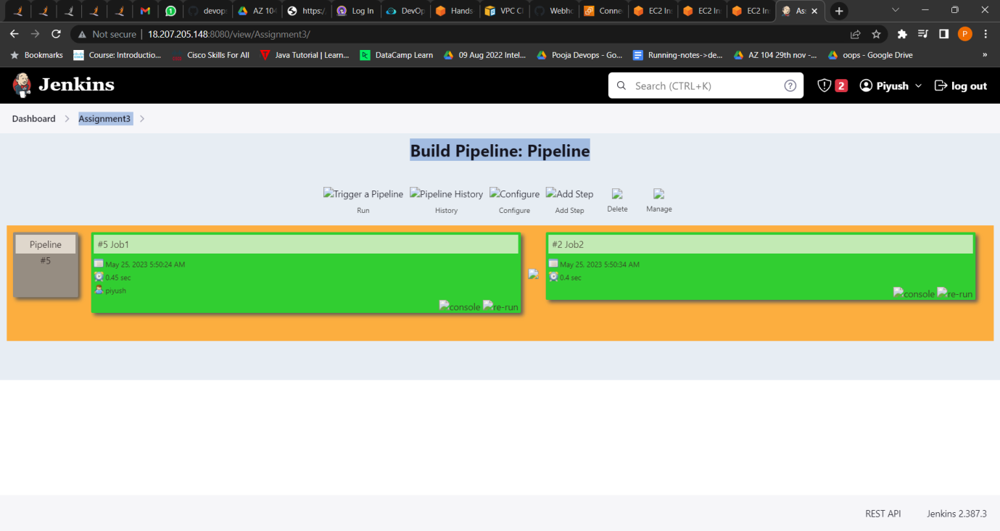 1 devop AZ 104 https:/ Log In DevOp Hands VPC Cl Webho Conne EC2 In EC2 In EC2 In As
Not secure 18.207.205.148:8080/view/Assignment3/ P
Bookmarks Course: Introductio... Cisco Skills For All Java Tutorial | Learn... DataCamp Learn 09 Aug 2022 Intel... Pooja Devops - Go... Running-notes->de... AZ 104 29th nov -... oops - Google Drive »
Jenkins Search (CTRL+K) 2 Piyush log out
Dashboard Assignment3
Build Pipeline: Pipeline
Trigger a Pipeline Pipeline History Configure Add Step
Run History Configure Add Step Delete Manage
Pipeline #5 Job1 #2 Job2
#5
May 25, 2023 5:50:24 AM May 25, 2023 5:50:34 AM
0.45 sec 0.4 sec
piyush
console re-run
console re-run
REST API Jenkins 2.387.3